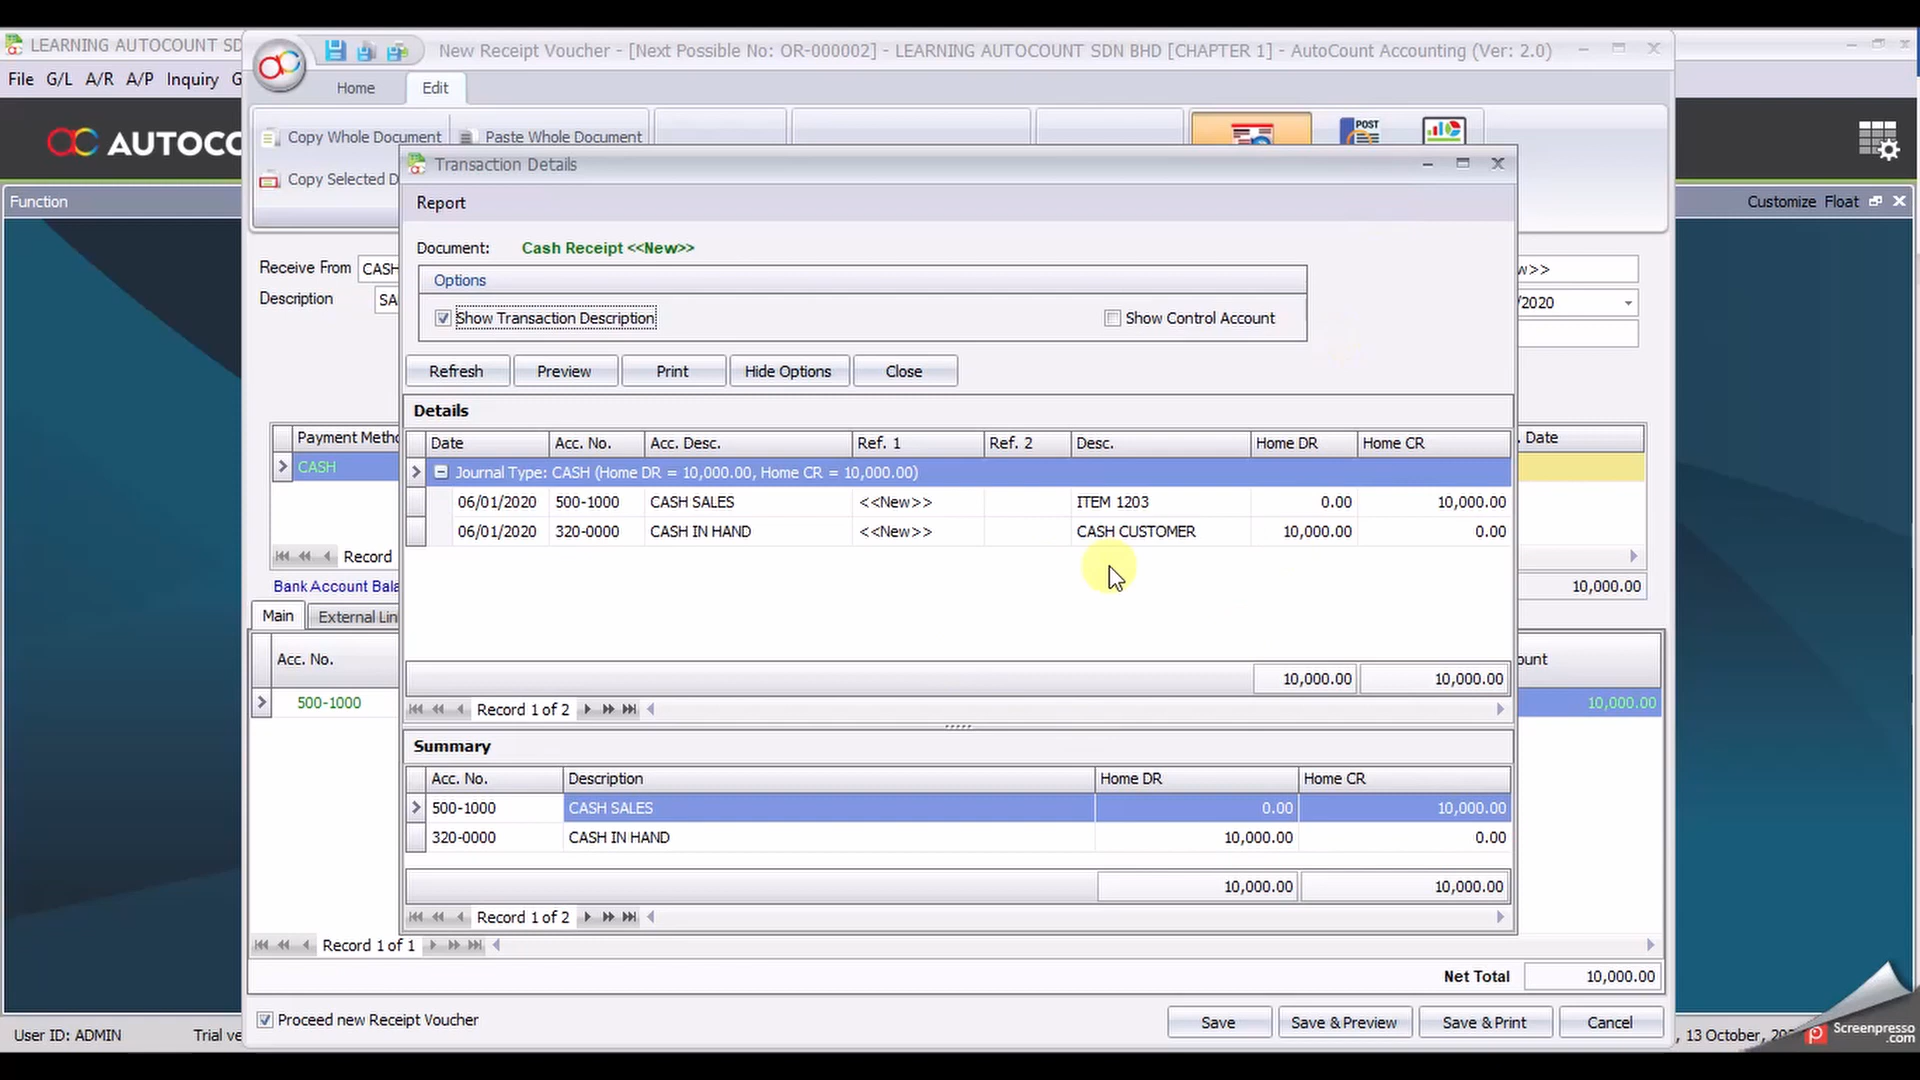 LEARNING AUTOCOUNT SD
New Receipt Voucher - [Next Possible No: OR-000002] - LEARNING AUTOCOUNT SDN BHD [CHAPTER 1] - AutoCount Accounting (Ver: 2.0)
File G/L A/R A/P Inquiry G
Home Edit
AUTOCO
Copy Whole Document Paste Whole Document POST
Copy Selected D
Transaction Details
Function
Customize Float
Report
Document: Cash Receipt <<New>>
Receive From CASH
w>>
Options
Description SA
/2020
Show Transaction Description Show Control Account
Refresh Preview Print Hide Options Close
Details
Payment Metho
. Date
Date Acc. No. Acc. Desc. Ref. 1 Ref. 2 Desc. Home DR Home CR
CASH
Journal Type: CASH (Home DR = 10,000.00, Home CR = 10,000.00)
06/01/2020 500-1000 CASH SALES <<New>> ITEM 1203 0.00 10,000.00
06/01/2020 320-0000 CASH IN HAND <<New>> CASH CUSTOMER 10,000.00 0.00
Record
Bank Account Bala
10,000.00
Main External Lin
Acc. No.
ount
10,000.00 10,000.00
500-1000
10,000.00
Record 1 of 2
Summary
Acc. No. Description Home DR Home CR
500-1000 CASH SALES 0.00 10,000.00
320-0000 CASH IN HAND 10,000.00 0.00
10,000.00 10,000.00
Record 1 of 2
Record 1 of 1
Net Total 10,000.00
Proceed new Receipt Voucher
Save Save & Preview Save & Print Cancel
User ID: ADMIN Trial ve
, 13 October,
Screenpresso
.com